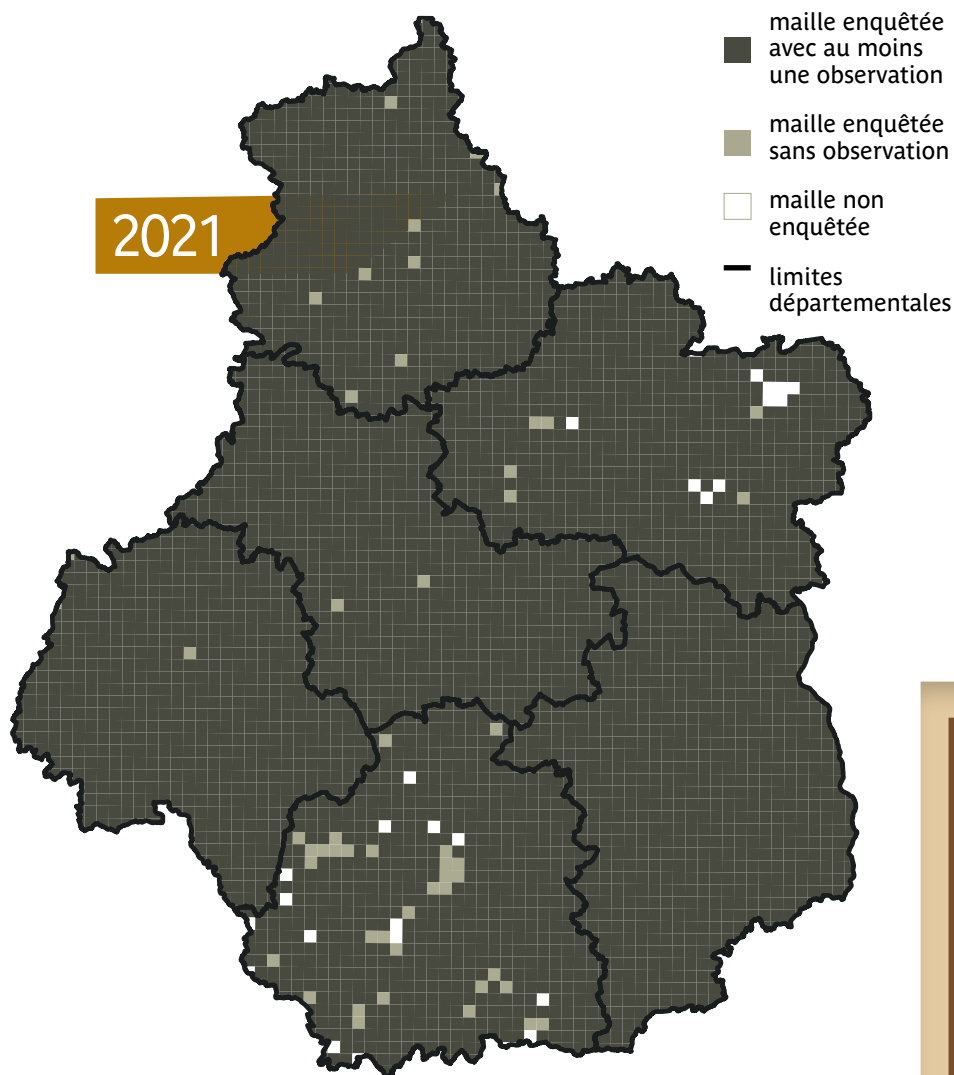 maille enquêtée
avec au moins
une observation
maille enquêtée
sans observation
maille non
enquêtée
limites
départementales
2021